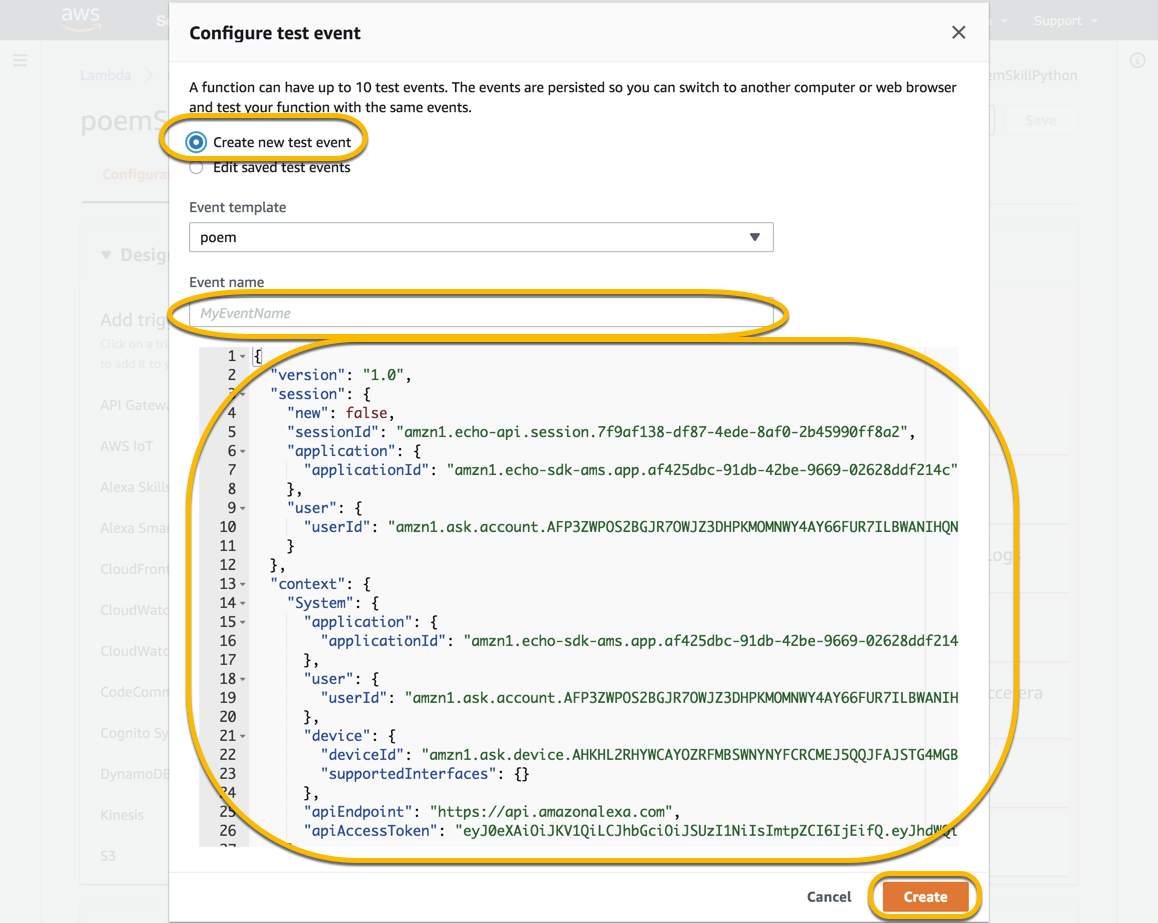 aws
Support
Configure test event
Lambda
emSkillPython
A function can have up to 10 test events. The events are persisted so you can switch to another computer or web browser
and test your function with the same events.
poemS
Save
Create new test event
Edit saved test events
Configura
Event template
poem
Desig
Event name
MyEventName
Add trig
Click on a tri
to add it to y
API Gatewa
AWS IoT
Alexa Skills
Alexa Smar
CloudFront
CloudWatc
CloudWatc
CodeComm
Cognito Sy
DynamoDB
Kinesis
S3
1 {
2 "version": "1.0",
3 "session": {
4 "new": false,
5 "sessionId": "amzn1.echo-api.session.7f9af138-df87-4ede-8af0-2b45990ff8a2",
6 "application": {
7 "applicationId": "amzn1.echo-sdk-ams.app.af425dbc-91db-42be-9669-02628ddf214c"
8 },
9 "user": {
10 "userId": "amzn1.ask.account.AFP3ZWPOS2BGJR7OWJZ3DHPKMOMNWY4AY66FUR7ILBWANIHQN
11 }
12 },
13 "context": {
14 "System": {
15 "application": {
16 "applicationId": "amzn1.echo-sdk-ams.app.af425dbc-91db-42be-9669-02628ddf214
17 },
18 "user": {
19 "userId": "amzn1.ask.account.AFP3ZWPOS2BGJR7OWJZ3DHPKMOMNWY4AY66FUR7ILBWANIH
20 },
21 "device": {
22 "deviceId": "amzn1.ask.device.AHKHL2RHYWCAYOZRFMBSWNYNYFCRCMEJ5QQJFAJSTG4MGB
23 "supportedInterfaces": {}
24 },
25 "apiEndpoint": "https://api.amazonalexa.com",
26 "apiAccessToken": "eyJ0eXAiOiJKV1QiLCJhbGciOiJSUzI1NiIsImtpZCI6IjEifQ.eyJhdWQi
27
Logs
ccelera
Cancel
Create